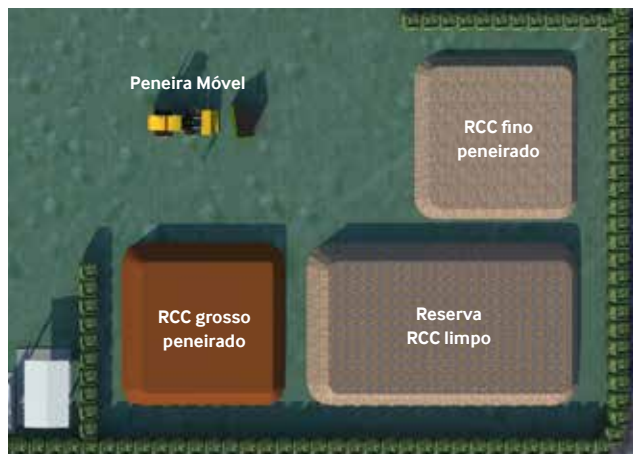 Peneira Móvel
RCC fino
peneirado
RCC grosso
peneirado
Reserva
RCC limpo